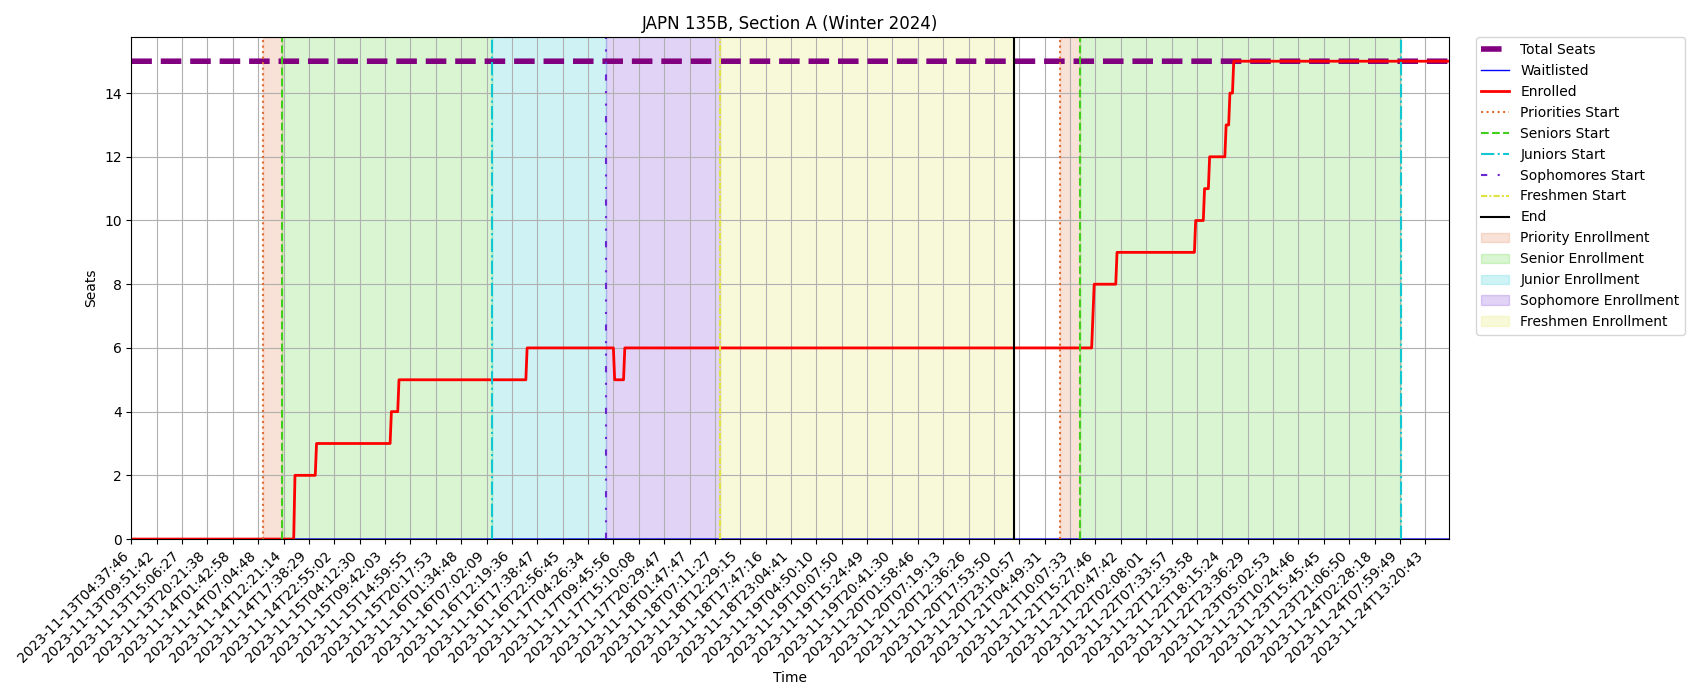 JAPN 135B, Section A (Winter 2024)
Seats
14
12
10
8
6
4
2
0
2023-11-13T04:37:46
2023-11-13T09:51:42
2023-11-13T15:06:27
2023-11-13T20:21:38
2023-11-14T01:42:58
2023-11-14T07:04:48
2023-11-14T12:21:14
2023-11-14T17:38:29
2023-11-14T22:55:02
2023-11-15T04:12:30
2023-11-15T09:42:03
2023-11-15T14:59:55
2023-11-15T20:17:53
2023-11-16T01:34:48
2023-11-16T07:02:09
2023-11-16T12:19:36
2023-11-16T17:38:47
2023-11-16T22:56:45
2023-11-17T04:26:34
2023-11-17T09:45:56
2023-11-17T15:10:08
2023-11-17T20:29:47
2023-11-18T01:47:47
2023-11-18T07:11:27
2023-11-18T12:29:15
2023-11-18T17:47:16
2023-11-18T23:04:41
2023-11-19T04:50:10
2023-11-19T10:07:50
2023-11-19T15:24:49
2023-11-19T20:41:30
2023-11-20T01:58:46
2023-11-20T07:19:13
2023-11-20T12:36:26
2023-11-20T17:53:50
2023-11-20T23:10:57
2023-11-21T04:49:31
2023-11-21T10:07:33
2023-11-21T15:27:46
2023-11-21T20:47:42
2023-11-22T02:08:01
2023-11-22T07:33:57
2023-11-22T12:53:58
2023-11-22T18:15:24
2023-11-22T23:36:29
2023-11-23T05:02:53
2023-11-23T10:24:46
2023-11-23T15:45:45
2023-11-23T21:06:50
2023-11-24T02:28:18
2023-11-24T07:59:49
2023-11-24T13:20:43
Time
Total Seats
Waitlisted
Enrolled
Priorities Start
Seniors Start
Juniors Start
Sophomores Start
Freshmen Start
End
Priority Enrollment
Senior Enrollment
Junior Enrollment
Sophomore Enrollment
Freshmen Enrollment